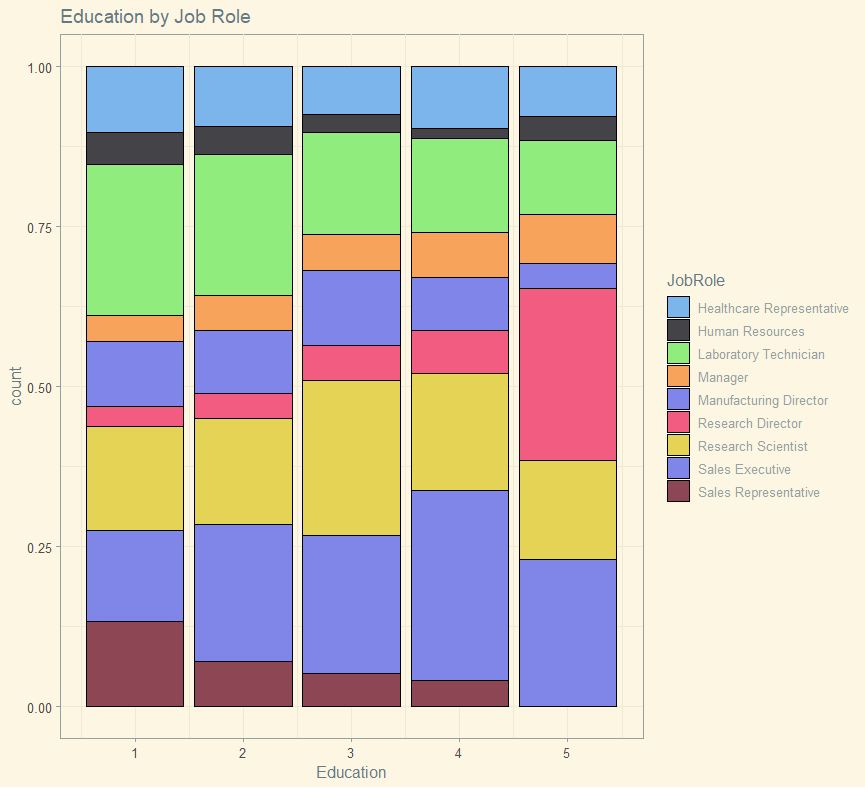 Education by Job Role
1.00
0.75
0.50
0.25
0.00
count
1 2 3 4 5
Education
JobRole
Healthcare Representative
Human Resources
Laboratory Technician
Manager
Manufacturing Director
Research Director
Research Scientist
Sales Executive
Sales Representative